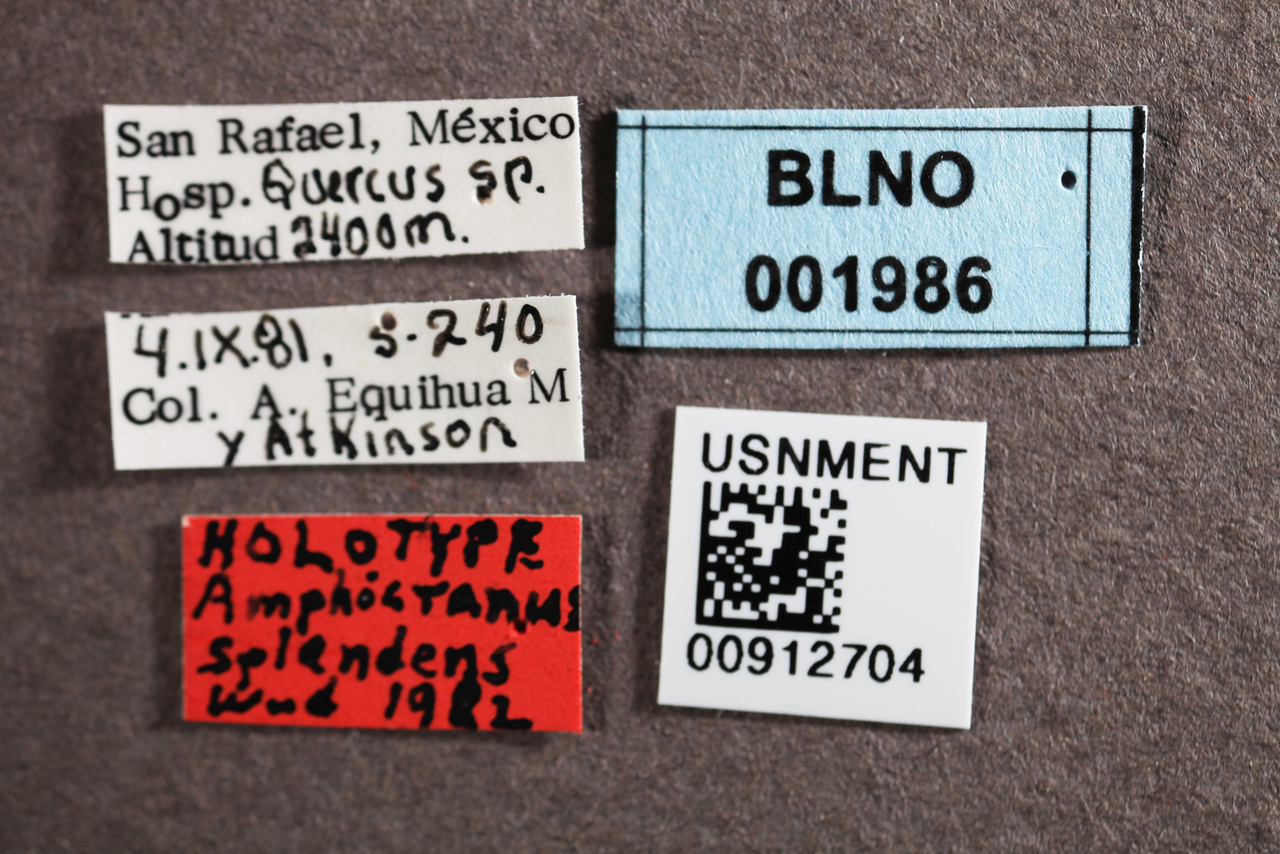 San Rafael, México
Hosp. Quercus sp.
Altitud 2400m.
4.IX.81, S-240
Col. A. Equihua M
y Atkinson
HOLOTYPE
Amphicranus
splendens
Wood 1982
BLNO
001986
USNMENT
00912704